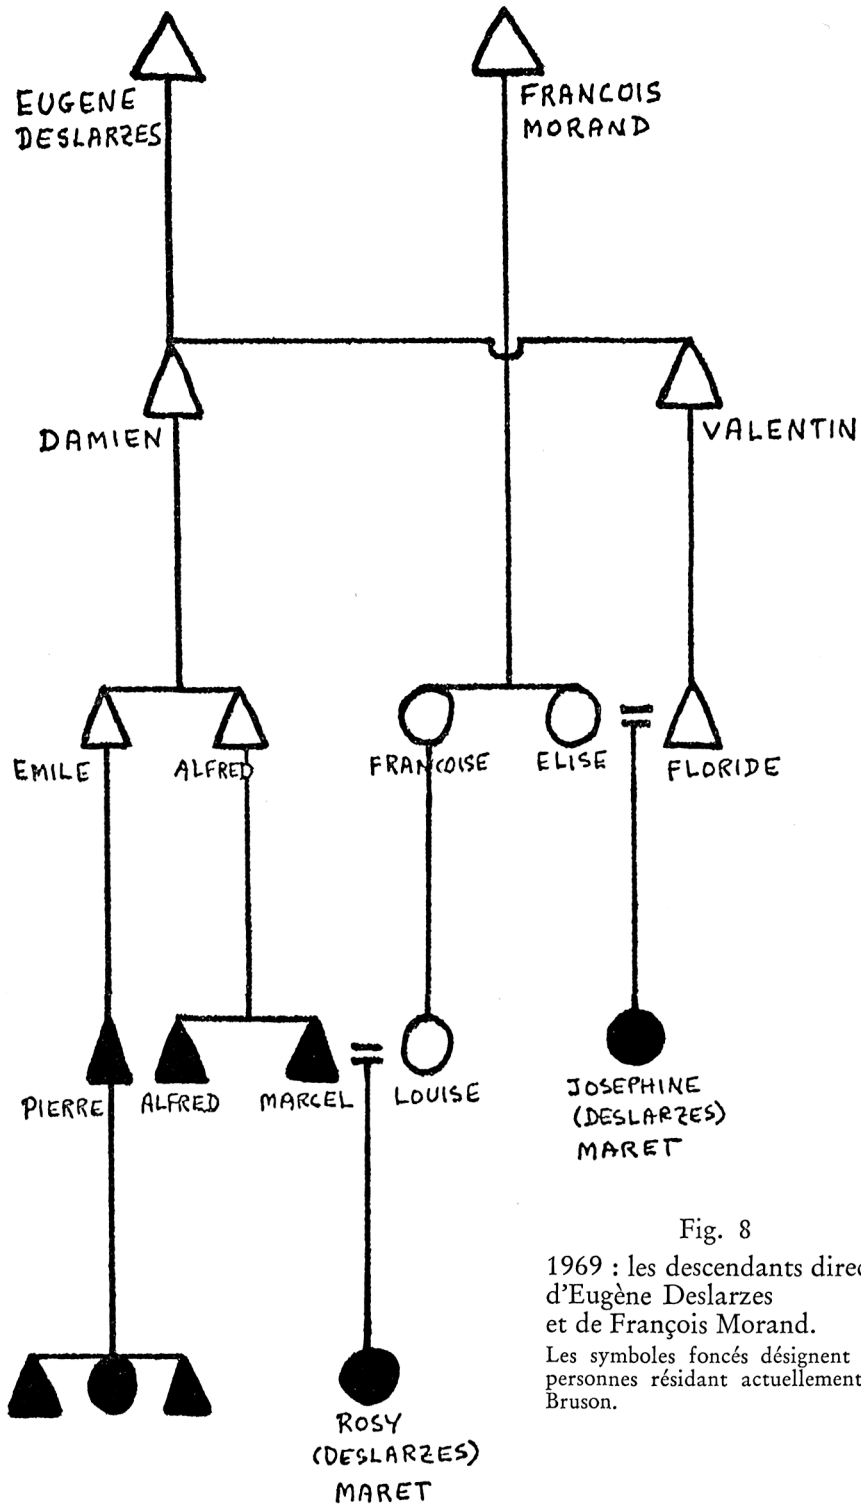 EUGENE
DESLARZES
FRANCOIS
MORAND
DAMIEN
VALENTIN
EMILE
ALFRED
FRANCOISE
ELISE
FLORIDE
PIERRE
ALFRED
MARCEL
LOUISE
JOSEPHINE
(DESLARZES)
MARET
Fig. 8
1969 : les descendants direc
d'Eugène Deslarzes
et de François Morand.
Les symboles foncés désignent
personnes résidant actuellement
Bruson.
ROSY
(DESLARZES)
MARET